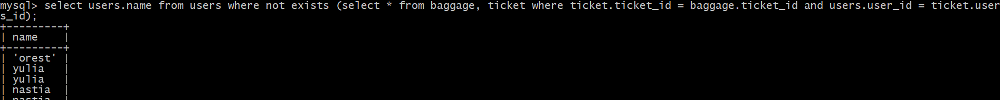 mysql> select users.name from users where not exists (select * from baggage, ticket where ticket.ticket_id = baggage.ticket_id and users.user_id = ticket.user
s_id);
+---------+
| name    |
+---------+
| 'orest' |
| yulia   |
| yulia   |
| nastia  |
| nastia  |